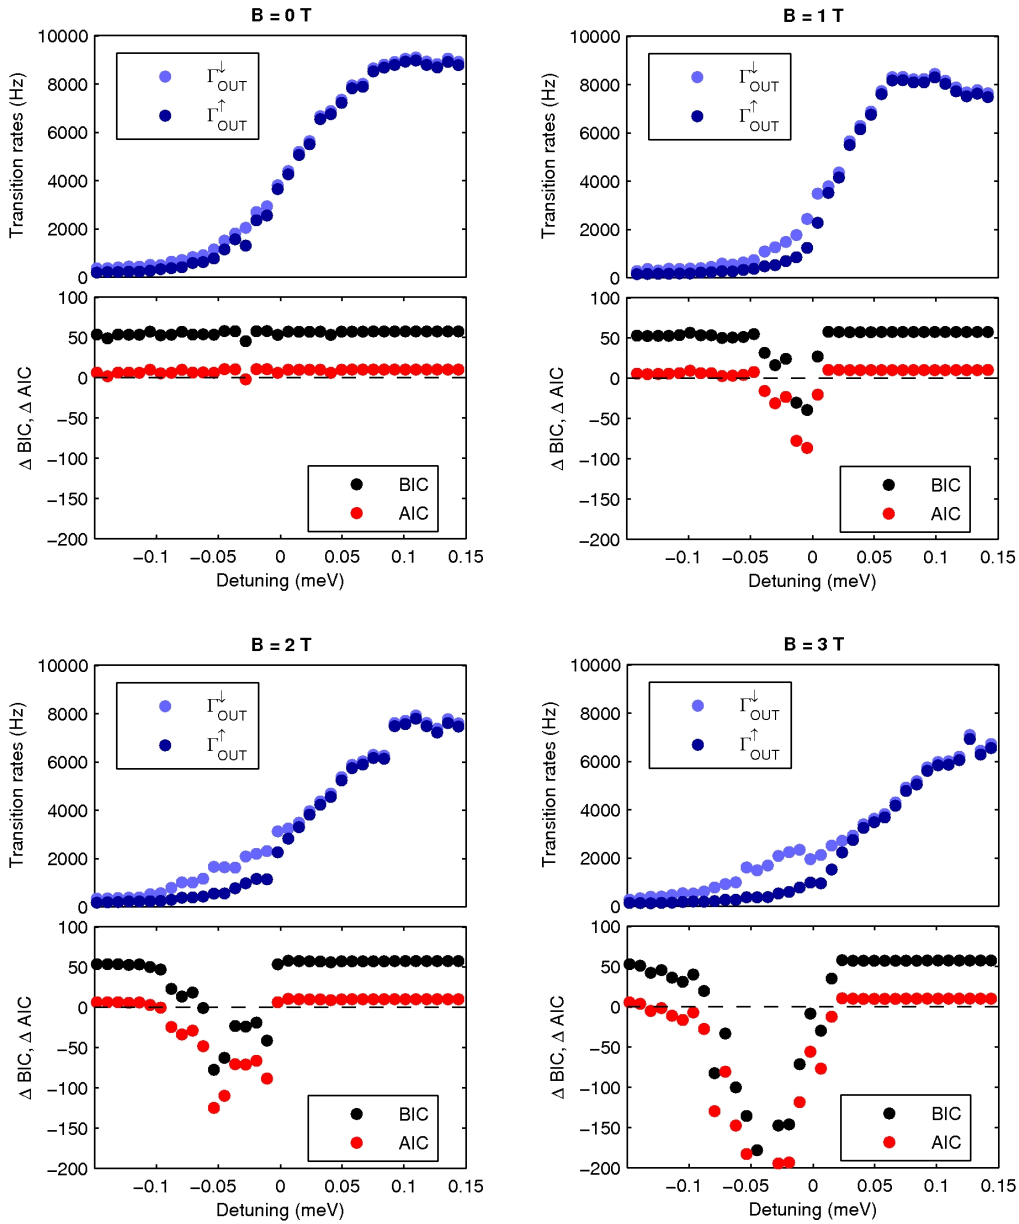 B = 0 T
Transition rates (Hz)
10000
8000
6000
4000
2000
0
Γ↓OUT
Γ↑OUT
Δ BIC, Δ AIC
100
50
0
−50
−100
−150
−200
BIC
AIC
−0.1 −0.05 0 0.05 0.1 0.15
Detuning (meV)
B = 1 T
Transition rates (Hz)
10000
8000
6000
4000
2000
0
Γ↓OUT
Γ↑OUT
Δ BIC, Δ AIC
100
50
0
−50
−100
−150
−200
BIC
AIC
−0.1 −0.05 0 0.05 0.1 0.15
Detuning (meV)
B = 2 T
Transition rates (Hz)
10000
8000
6000
4000
2000
0
Γ↓OUT
Γ↑OUT
Δ BIC, Δ AIC
100
50
0
−50
−100
−150
−200
BIC
AIC
−0.1 −0.05 0 0.05 0.1 0.15
Detuning (meV)
B = 3 T
Transition rates (Hz)
10000
8000
6000
4000
2000
0
Γ↓OUT
Γ↑OUT
Δ BIC, Δ AIC
100
50
0
−50
−100
−150
−200
BIC
AIC
−0.1 −0.05 0 0.05 0.1 0.15
Detuning (meV)